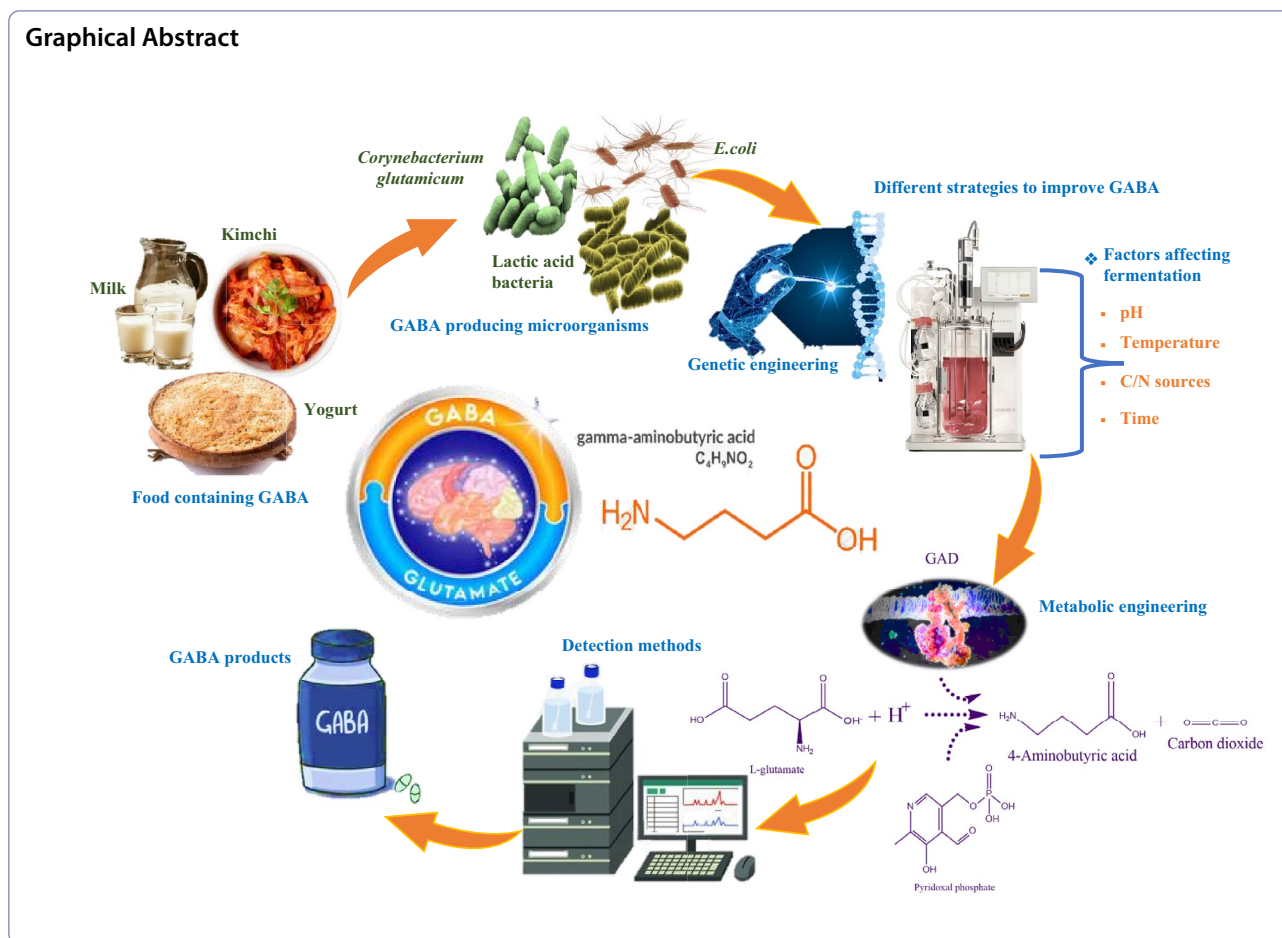 Graphical Abstract
Corynebacterium
glutamicum
E.coli
Lactic acid
bacteria
GABA producing microorganisms
Kimchi
Milk
Yogurt
Food containing GABA
Different strategies to improve GABA
Genetic engineering
❖ Factors affecting
fermentation
▪ pH
▪ Temperature
▪ C/N sources
▪ Time
GABA
GLUTAMATE
gamma-aminobutyric acid
C₄H₉NO₂
H₂N
O
OH
GAD
Metabolic engineering
O
O
HO
OH⁻ + H⁺
NH₂
L-glutamate
H₂N
O
OH
4-Aminobutyric acid
+
O=C=O
Carbon dioxide
N
O
O
P
OH
OH
O
OH
Pyridoxal phosphate
Detection methods
GABA products
GABA